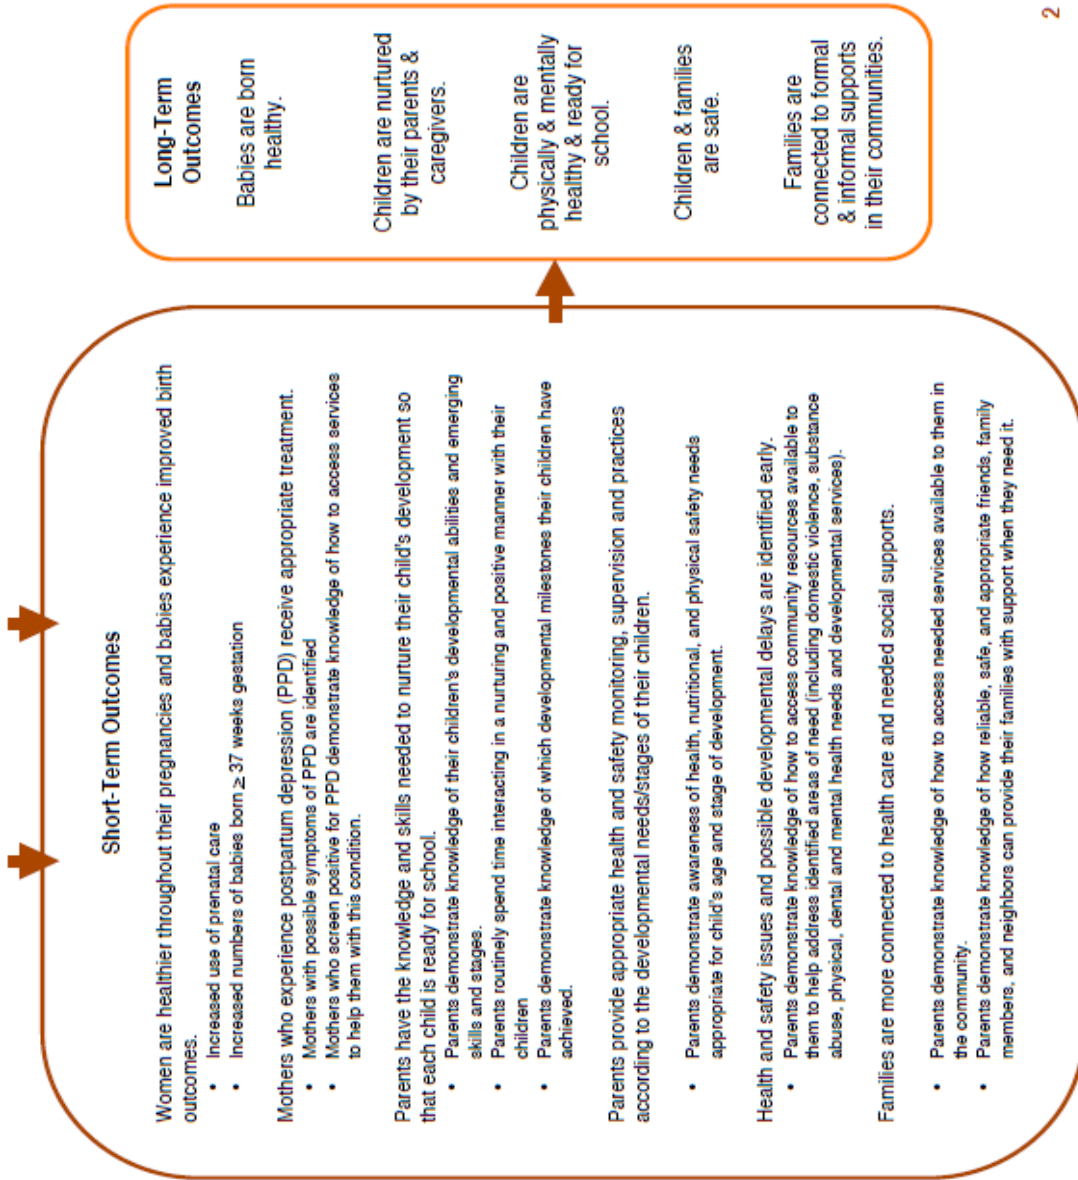 Short-Term Outcomes
Women are healthier throughout their pregnancies and babies experience improved birth
outcomes.
• Increased use of prenatal care
• Increased numbers of babies born ≥ 37 weeks gestation
Mothers who experience postpartum depression (PPD) receive appropriate treatment.
• Mothers with possible symptoms of PPD are identified
• Mothers who screen positive for PPD demonstrate knowledge of how to access services
to help them with this condition.
Parents have the knowledge and skills needed to nurture their child's development so
that each child is ready for school.
• Parents demonstrate knowledge of their children's developmental abilities and emerging
skills and stages.
• Parents routinely spend time interacting in a nurturing and positive manner with their
children
• Parents demonstrate knowledge of which developmental milestones their children have
achieved.
Parents provide appropriate health and safety monitoring, supervision and practices
according to the developmental needs/stages of their children.
• Parents demonstrate awareness of health, nutritional, and physical safety needs
appropriate for child's age and stage of development.
Health and safety issues and possible developmental delays are identified early.
• Parents demonstrate knowledge of how to access community resources available to
them to help address identified areas of need (including domestic violence, substance
abuse, physical, dental and mental health needs and developmental services).
Families are more connected to health care and needed social supports.
• Parents demonstrate knowledge of how to access needed services available to them in
the community.
• Parents demonstrate knowledge of how reliable, safe, and appropriate friends, family
members, and neighbors can provide their families with support when they need it.
Long-Term
Outcomes
Babies are born
healthy.
Children are nurtured
by their parents &
caregivers.
Children are
physically & mentally
healthy & ready for
school.
Children & families
are safe.
Families are
connected to formal
& informal supports
in their communities.
2